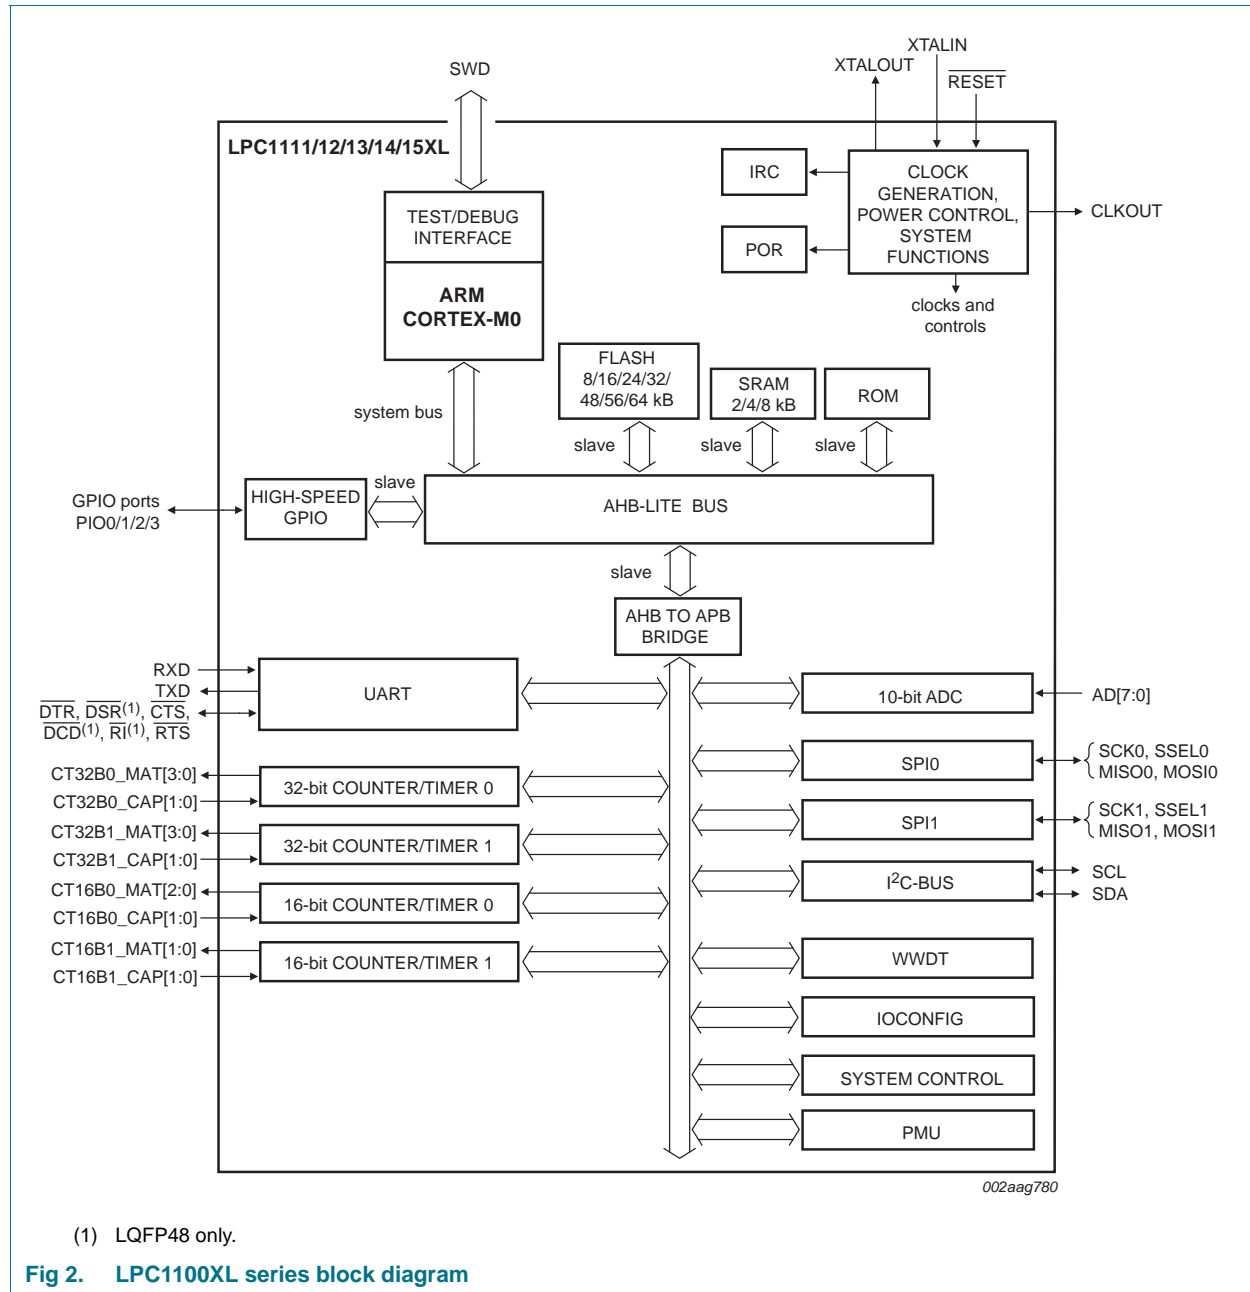 XTALIN
XTALOUT
RESET
SWD
LPC1111/12/13/14/15XL
IRC
POR
CLOCK
GENERATION,
POWER CONTROL,
SYSTEM
FUNCTIONS
CLKOUT
clocks and
controls
TEST/DEBUG
INTERFACE
ARM
CORTEX-M0
system bus
FLASH
8/16/24/32/
48/56/64 kB
SRAM
2/4/8 kB
ROM
slave
slave
slave
GPIO ports
PIO0/1/2/3
HIGH-SPEED
GPIO
slave
AHB-LITE BUS
slave
AHB TO APB
BRIDGE
RXD
TXD
DTR, DSR(1), CTS,
DCD(1), RI(1), RTS
UART
10-bit ADC
AD[7:0]
CT32B0_MAT[3:0]
CT32B0_CAP[1:0]
32-bit COUNTER/TIMER 0
SPI0
SCK0, SSEL0
MISO0, MOSI0
CT32B1_MAT[3:0]
CT32B1_CAP[1:0]
32-bit COUNTER/TIMER 1
SPI1
SCK1, SSEL1
MISO1, MOSI1
CT16B0_MAT[2:0]
CT16B0_CAP[1:0]
16-bit COUNTER/TIMER 0
I2C-BUS
SCL
SDA
CT16B1_MAT[1:0]
CT16B1_CAP[1:0]
16-bit COUNTER/TIMER 1
WWDT
IOCONFIG
SYSTEM CONTROL
PMU
002aag780
(1) LQFP48 only.
Fig 2. LPC1100XL series block diagram